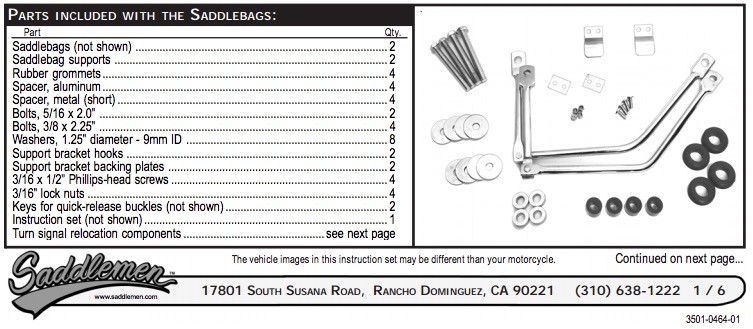 PARTS INCLUDED WITH THE SADDLEBAGS:
Part Qty.
Saddlebags (not shown) 2
Saddlebag supports 2
Rubber grommets 4
Spacer, aluminum 4
Spacer, metal (short) 4
Bolts, 5/16 x 2.0" 2
Bolts, 3/8 x 2.25" 4
Washers, 1.25" diameter - 9mm ID 8
Support bracket hooks 2
Support bracket backing plates 2
3/16 x 1/2" Phillips-head screws 4
3/16" lock nuts 4
Keys for quick-release buckles (not shown) 2
Instruction set (not shown) 1
Turn signal relocation components see next page
The vehicle images in this instruction set may be different than your motorcycle.
Continued on next page...
Saddlemen™
www.saddlemen.com
17801 SOUTH SUSANA ROAD, RANCHO DOMINGUEZ, CA 90221 (310) 638-1222 1 / 6
3501-0464-01